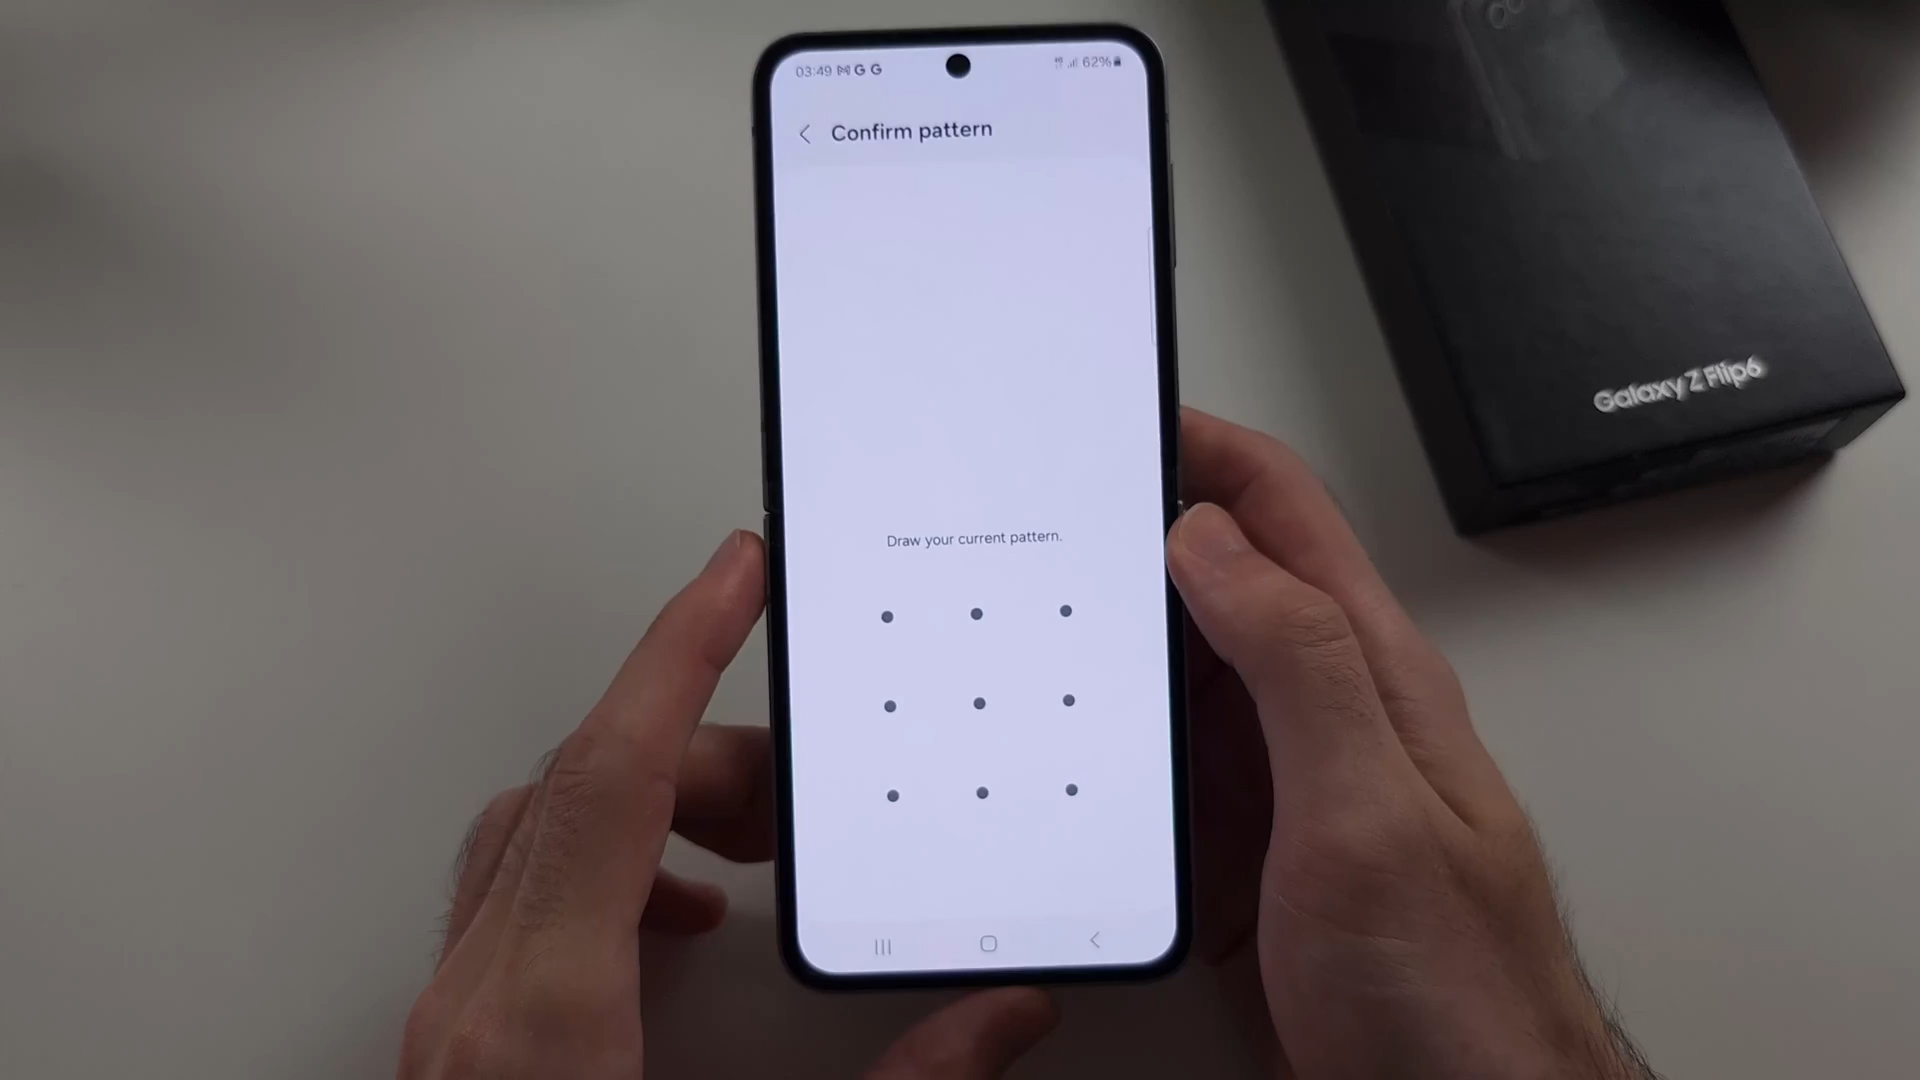 03:49 M G G 62%
Confirm pattern
Draw your current pattern.
Galaxy Z Flip6